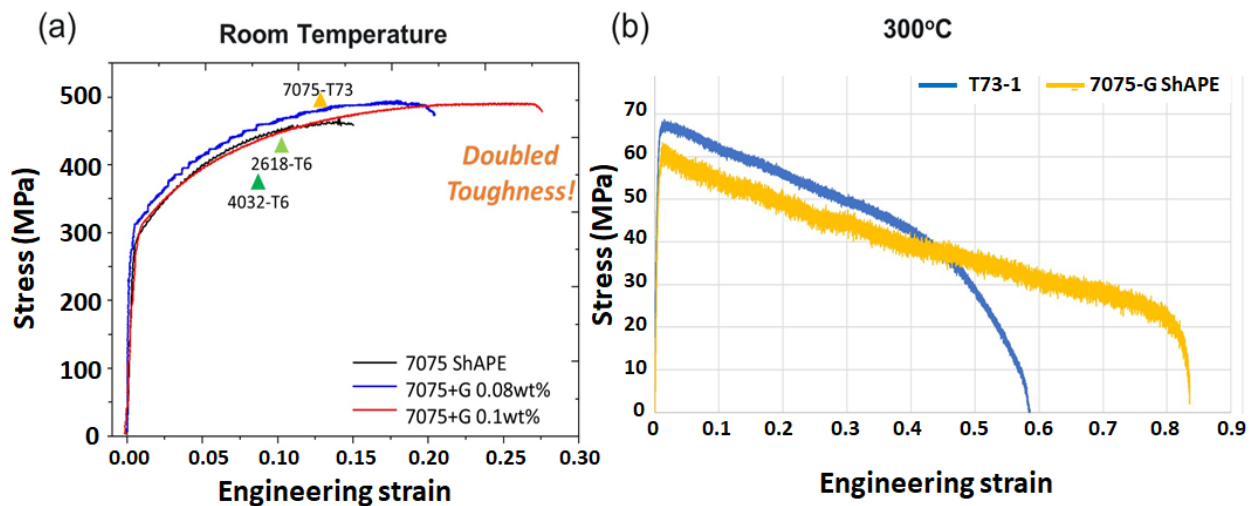 (a)
Room Temperature
Stress (MPa)
500
400
300
200
100
0
7075-T73
2618-T6
4032-T6
Doubled
Toughness!
7075 ShAPE
7075+G 0.08wt%
7075+G 0.1wt%
0.00 0.05 0.10 0.15 0.20 0.25 0.30
Engineering strain
(b)
300°C
T73-1 7075-G ShAPE
Stress (MPa)
70
60
50
40
30
20
10
0
0 0.1 0.2 0.3 0.4 0.5 0.6 0.7 0.8 0.9
Engineering strain